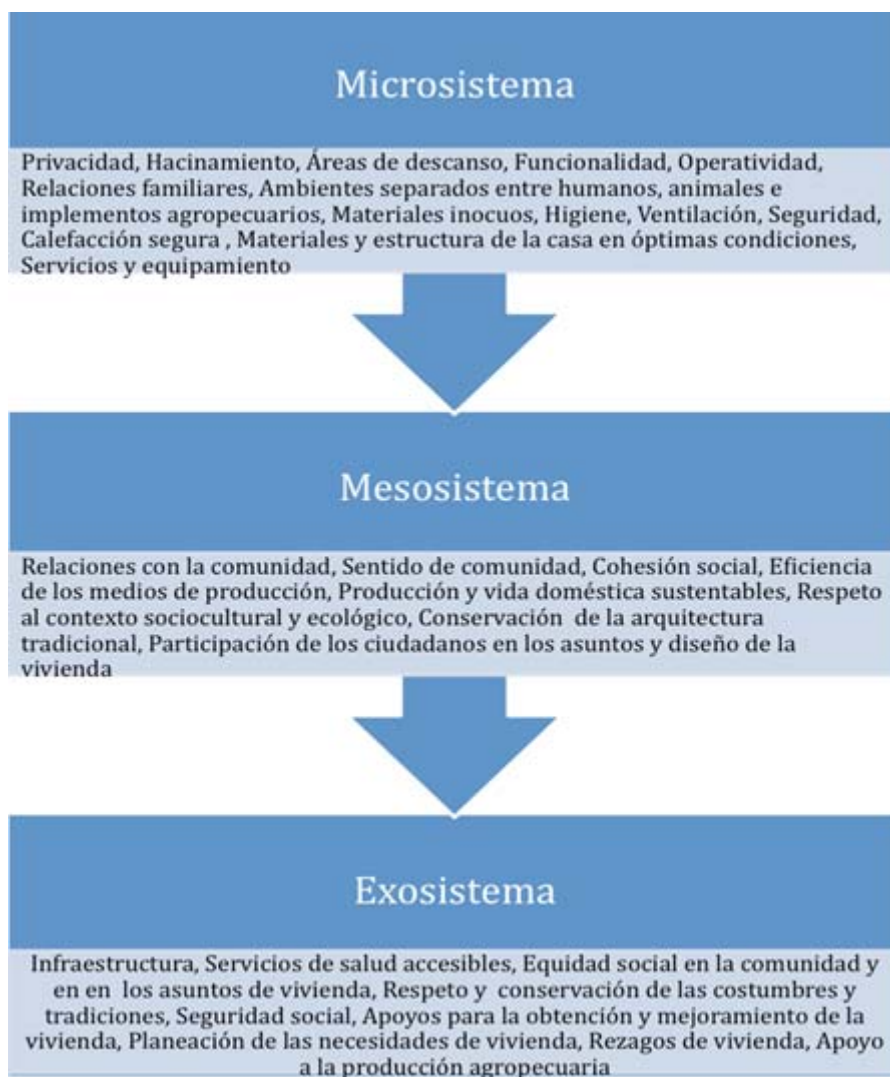 Microsistema
Privacidad, Hacinamiento, Áreas de descanso, Funcionalidad, Operatividad,
Relaciones familiares, Ambientes separados entre humanos, animales e
implementos agropecuarios, Materiales inocuos, Higiene, Ventilación, Seguridad,
Calefacción segura , Materiales y estructura de la casa en óptimas condiciones,
Servicios y equipamiento
Mesosistema
Relaciones con la comunidad, Sentido de comunidad, Cohesión social, Eficiencia
de los medios de producción, Producción y vida doméstica sustentables, Respeto
al contexto sociocultural y ecológico, Conservación de la arquitectura
tradicional, Participación de los ciudadanos en los asuntos y diseño de la
vivienda
Exosistema
Infraestructura, Servicios de salud accesibles, Equidad social en la comunidad y
en en los asuntos de vivienda, Respeto y conservación de las costumbres y
tradiciones, Seguridad social, Apoyos para la obtención y mejoramiento de la
vivienda, Planeación de las necesidades de vivienda, Rezagos de vivienda, Apoyo
a la producción agropecuaria